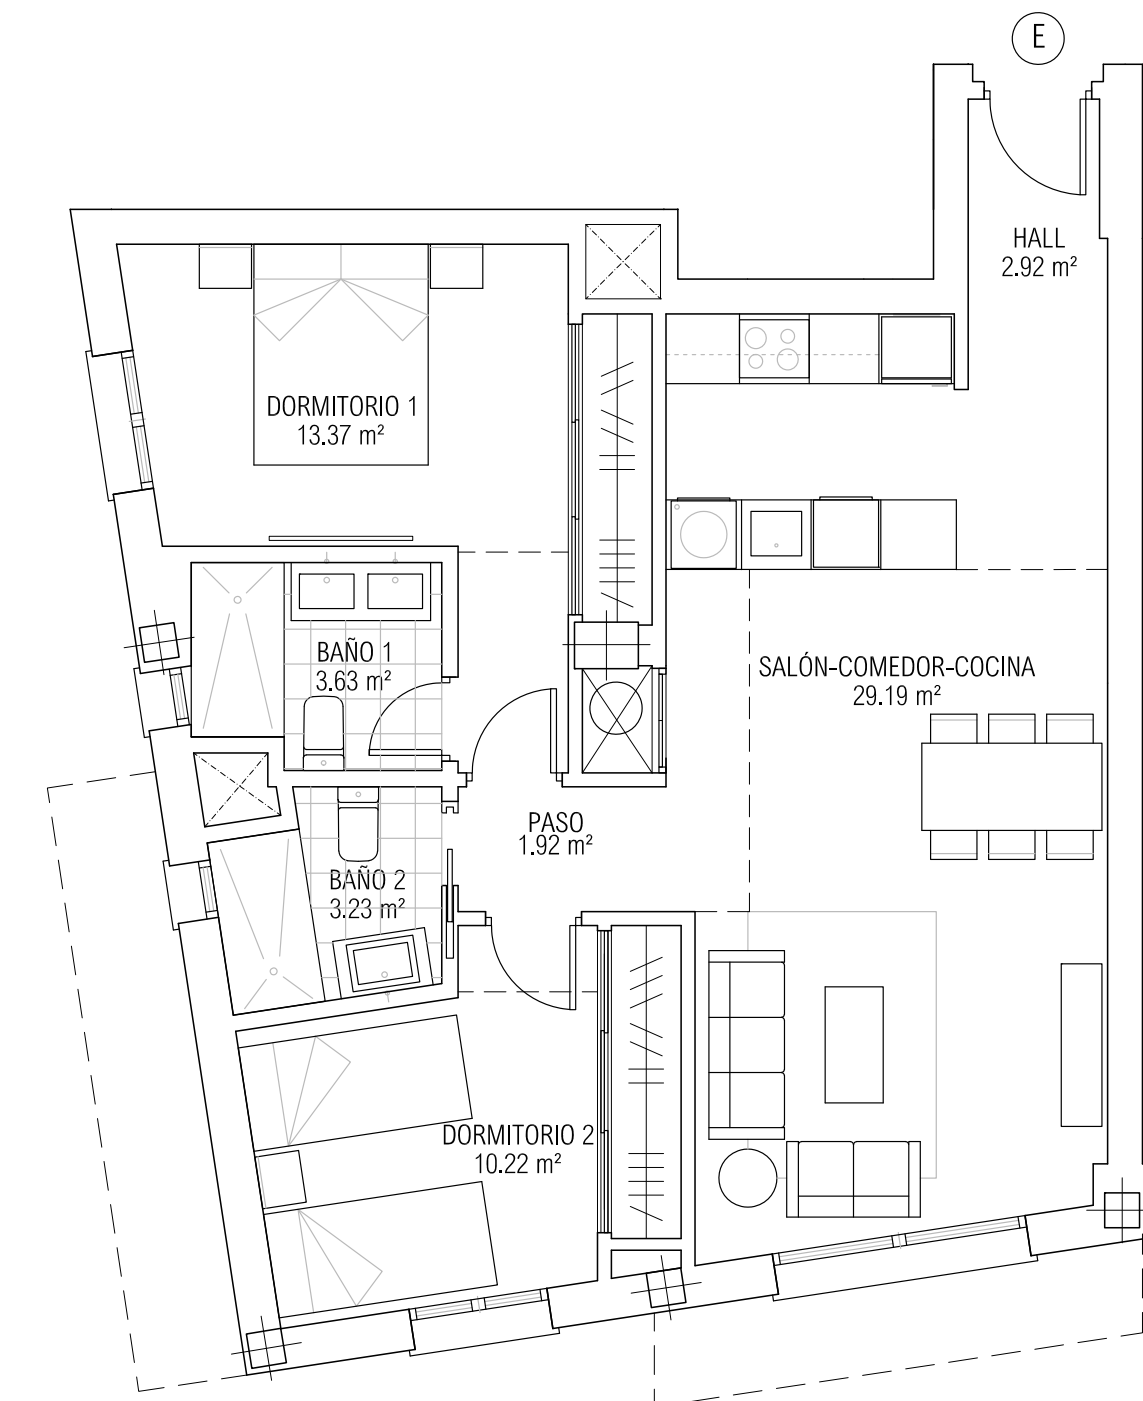 E
HALL
2.92 m²
DORMITORIO 1
13.37 m²
BAÑO 1
3.63 m²
SALÓN-COMEDOR-COCINA
29.19 m²
PASO
1.92 m²
BAÑO 2
3.23 m²
DORMITORIO 2
10.22 m²